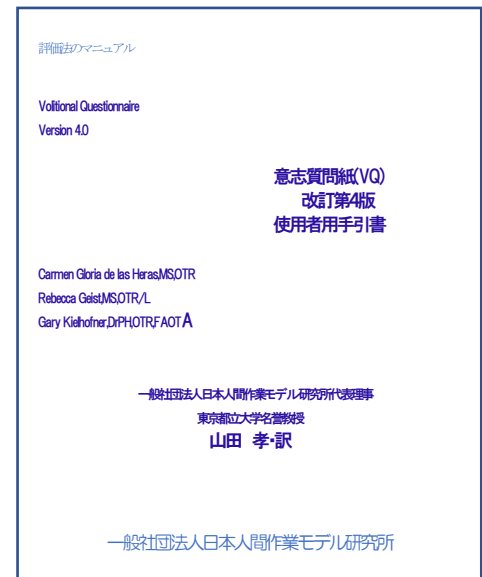 評価法のマニュアル
Volitional Questionnaire
Version 4.0
意志質問紙(VQ)
改訂第4版
使用者用手引書
Carmen Gloria de las Heras,MS,OTR
Rebecca Geist,MS,OTR/L
Gary Kielhofner,DrPH,OTR,FAOTA
一般社団法人日本人間作業モデル研究所代表理事
東京都立大学名誉教授
山田 孝・訳
一般社団法人日本人間作業モデル研究所